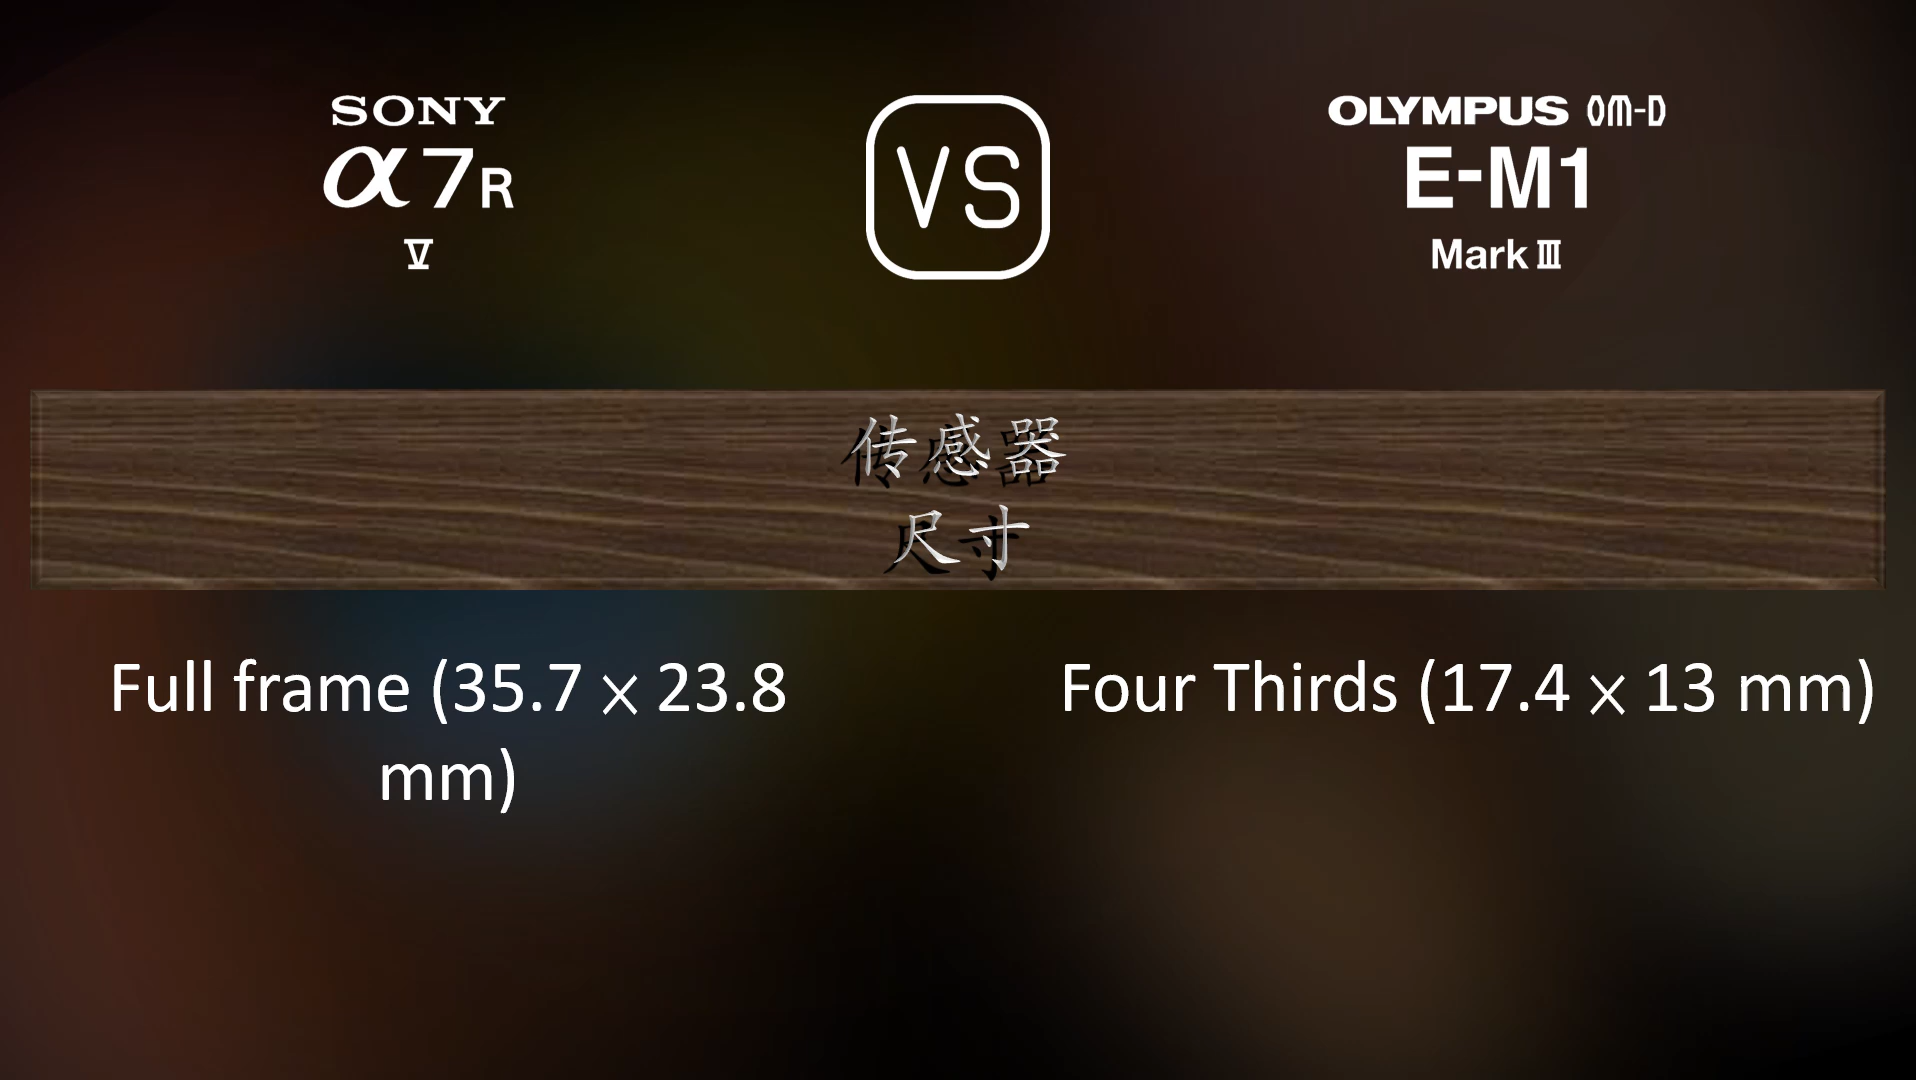 SONY
α7R
V
VS
OLYMPUS OM-D
E-M1
Mark III
传感器
尺寸
Full frame (35.7 x 23.8
mm)
Four Thirds (17.4 x 13 mm)